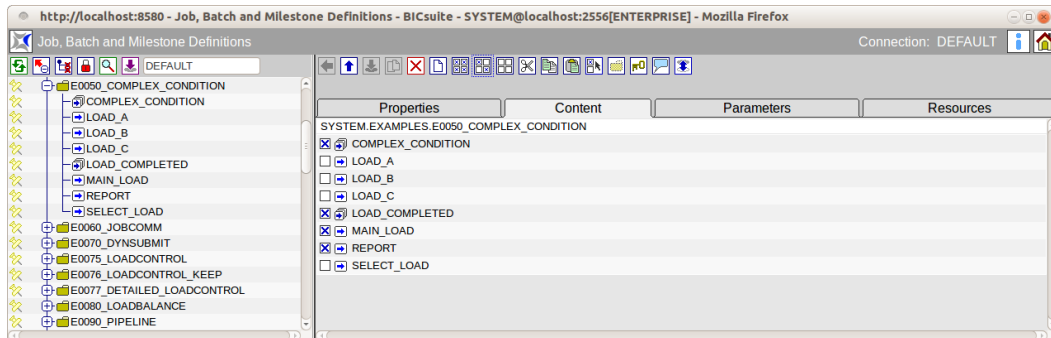 http://localhost:8580 - Job, Batch and Milestone Definitions - BICsuite - SYSTEM@localhost:2556[ENTERPRISE] - Mozilla Firefox
Job, Batch and Milestone Definitions
Connection: DEFAULT
DEFAULT
E0050_COMPLEX_CONDITION
COMPLEX_CONDITION
LOAD_A
LOAD_B
LOAD_C
LOAD_COMPLETED
MAIN_LOAD
REPORT
SELECT_LOAD
E0060_JOBCOMM
E0070_DYNSUBMIT
E0075_LOADCONTROL
E0076_LOADCONTROL_KEEP
E0077_DETAILED_LOADCONTROL
E0080_LOADBALANCE
E0090_PIPELINE
Properties
Content
Parameters
Resources
SYSTEM.EXAMPLES.E0050_COMPLEX_CONDITION
COMPLEX_CONDITION
LOAD_A
LOAD_B
LOAD_C
LOAD_COMPLETED
MAIN_LOAD
REPORT
SELECT_LOAD